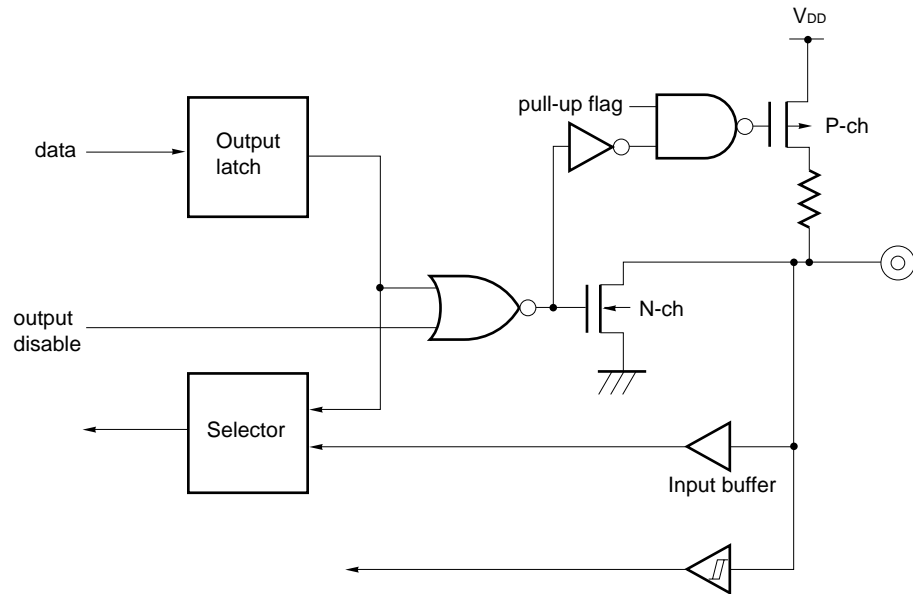 VDD
pull-up flag
P-ch
Output
latch
data
N-ch
output
disable
Selector
Input buffer